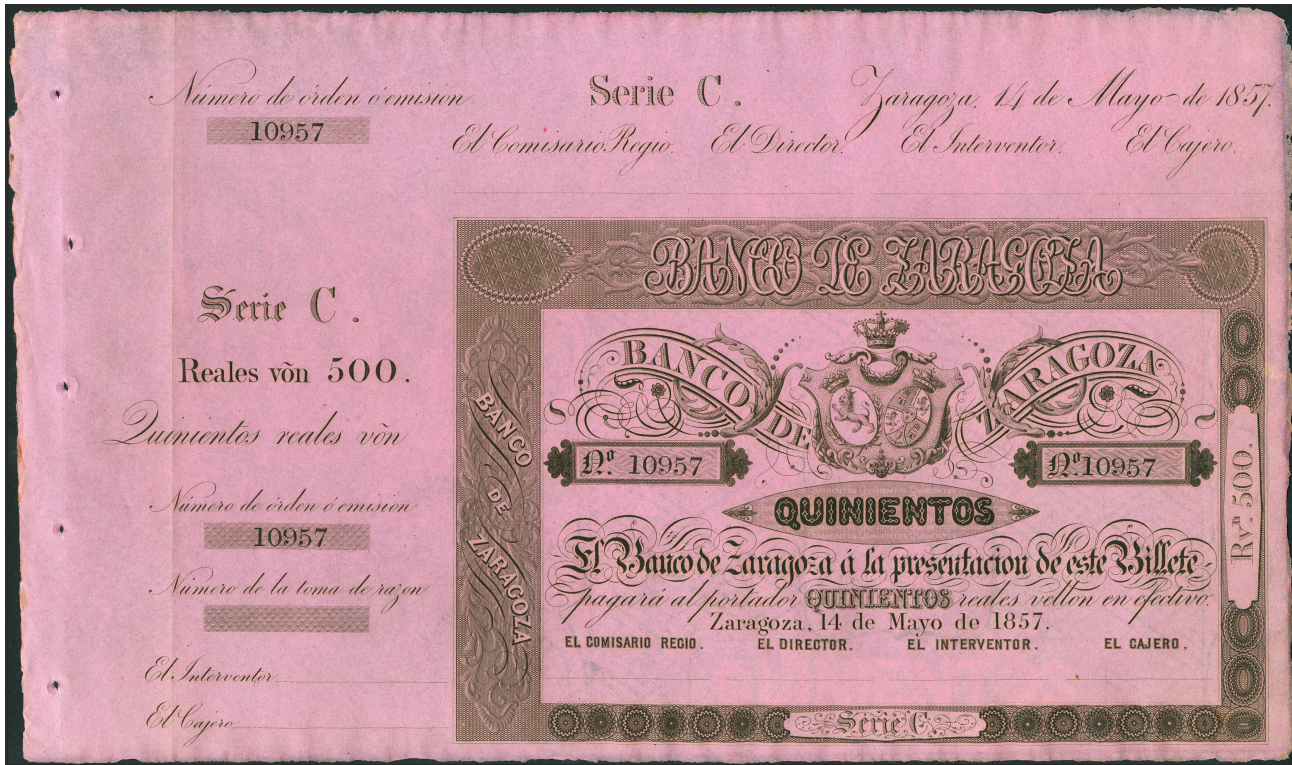 Número de órden ó emision
10957
Serie C.
Zaragoza, 14 de Mayo de 1857.
El Comisario Regio. El Director. El Interventor. El Cajero.
Serie C.
Reales võn 500.
Quinientos reales võn
Número de órden ó emision
10957
Número de la toma de razon
El Interventor
El Cajero
BANCO DE ZARAGOZA
BANCO DE ZARAGOZA
BANCO DE ZARAGOZA
Nº 10957
Nº 10957
QUINIENTOS
El Banco de Zaragoza á la presentacion de este Billete
pagará al portador QUINIENTOS reales vellon en efectivo.
Zaragoza, 14 de Mayo de 1857.
EL COMISARIO REGIO. EL DIRECTOR. EL INTERVENTOR. EL CAJERO.
Rvn 500.
Série C.